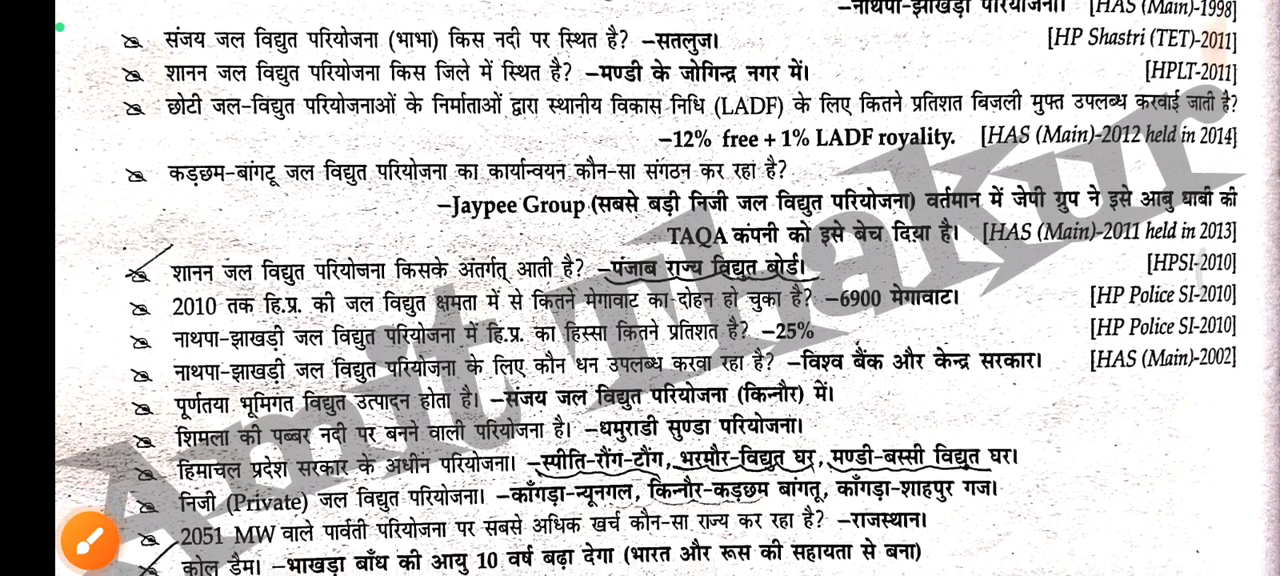 –नाथपा-झाखड़ी परियोजना। [HAS (Main)-1998]
संजय जल विद्युत परियोजना (भाभा) किस नदी पर स्थित है? –सतलुज। [HP Shastri (TET)-2011]
शानन जल विद्युत परियोजना किस जिले में स्थित है? –मण्डी के जोगिन्द्र नगर में। [HPLT-2011]
छोटी जल-विद्युत परियोजनाओं के निर्माताओं द्वारा स्थानीय विकास निधि (LADF) के लिए कितने प्रतिशत बिजली मुफ्त उपलब्ध करवाई जाती है?
–12% free + 1% LADF royality. [HAS (Main)-2012 held in 2014]
कड़छम-बांगटू जल विद्युत परियोजना का कार्यान्वयन कौन-सा संगठन कर रहा है?
–Jaypee Group (सबसे बड़ी निजी जल विद्युत परियोजना) वर्तमान में जेपी ग्रुप ने इसे आबु धाबी की
TAQA कंपनी को इसे बेच दिया है। [HAS (Main)-2011 held in 2013]
शानन जल विद्युत परियोजना किसके अंतर्गत् आती है? –पंजाब राज्य विद्युत बोर्ड। [HPSI-2010]
2010 तक हि.प्र. की जल विद्युत क्षमता में से कितने मेगावाट का दोहन हो चुका है? –6900 मेगावाट। [HP Police SI-2010]
नाथपा-झाखड़ी जल विद्युत परियोजना में हि.प्र. का हिस्सा कितने प्रतिशत है? –25% [HP Police SI-2010]
नाथपा-झाखड़ी जल विद्युत परियोजना के लिए कौन धन उपलब्ध करवा रहा है? –विश्व बैंक और केन्द्र सरकार। [HAS (Main)-2002]
पूर्णतया भूमिगत विद्युत उत्पादन होता है। –संजय जल विद्युत परियोजना (किन्नौर) में।
शिमला की पब्बर नदी पर बनने वाली परियोजना है। –धमुराडी सुण्डा परियोजना।
हिमाचल प्रदेश सरकार के अधीन परियोजना। –स्पीति-रौंग-टौंग, भरमौर-विद्युत घर, मण्डी-बस्सी विद्युत घर।
निजी (Private) जल विद्युत परियोजना। –काँगड़ा-न्यूनगल, किन्नौर-कड़छम बांगतू, काँगड़ा-शाहपुर गज।
2051 MW वाले पार्वती परियोजना पर सबसे अधिक खर्च कौन-सा राज्य कर रहा है? –राजस्थान।
कोल डैम। –भाखड़ा बाँध की आयु 10 वर्ष बढ़ा देगा (भारत और रूस की सहायता से बना)
Amit Thakur